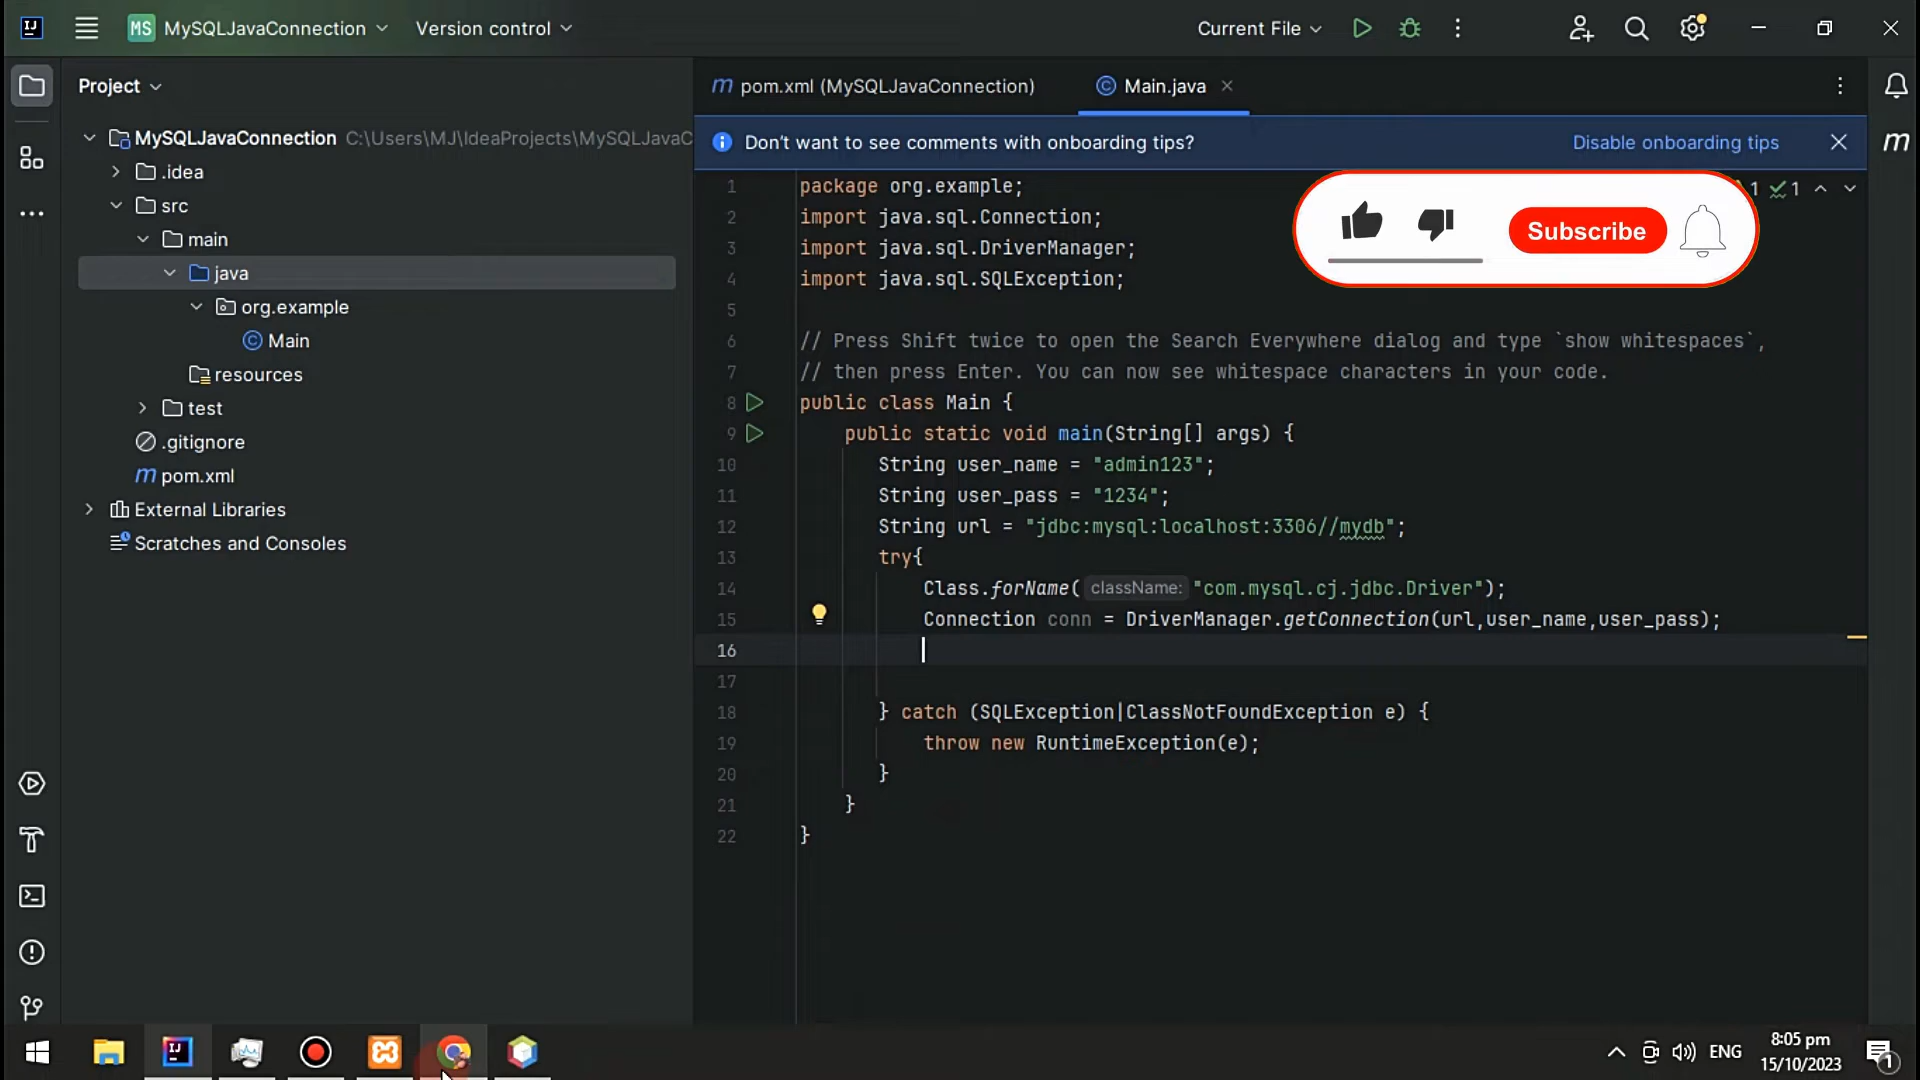 MS MySQLJavaConnection Version control Current File
Project
pom.xml (MySQLJavaConnection) Main.java
MySQLJavaConnection C:\Users\MJ\IdeaProjects\MySQLJavaC
.idea
src
main
java
org.example
Main
resources
test
.gitignore
pom.xml
External Libraries
Scratches and Consoles
Don't want to see comments with onboarding tips? Disable onboarding tips
1 package org.example;
2 import java.sql.Connection;
3 import java.sql.DriverManager;
4 import java.sql.SQLException;
5
6 // Press Shift twice to open the Search Everywhere dialog and type `show whitespaces`,
7 // then press Enter. You can now see whitespace characters in your code.
8 public class Main {
9 public static void main(String[] args) {
10 String user_name = "admin123";
11 String user_pass = "1234";
12 String url = "jdbc:mysql:localhost:3306//mydb";
13 try{
14 Class.forName( className: "com.mysql.cj.jdbc.Driver");
15 Connection conn = DriverManager.getConnection(url,user_name,user_pass);
16
17
18 } catch (SQLException|ClassNotFoundException e) {
19 throw new RuntimeException(e);
20 }
21 }
22 }
1 1
Subscribe
ENG
8:05 pm
15/10/2023
1